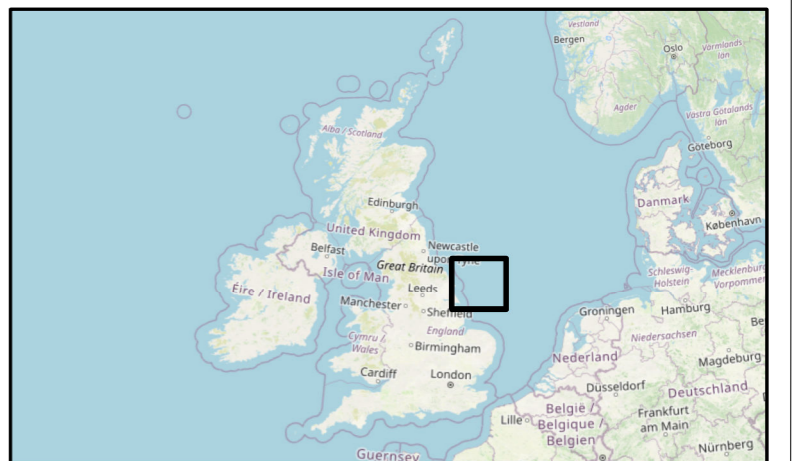 Vestland
Bergen
Oslo
Värmlands
län
Agder
Västra Götalands
län
Göteborg
Alba / Scotland
Danmark
København
Edinburgh
United Kingdom
Belfast
Newcastle
upon Tyne
Great Britain
Isle of Man
Schleswig-
Holstein
Mecklenburg-
Vorpommern
Éire / Ireland
Leeds
Manchester
Sheffield
Groningen
Hamburg
England
Cymru /
Wales
Niedersachsen
Be
Birmingham
Nederland
Magdeburg
Cardiff
London
Düsseldorf
Deutschland
België /
Belgique /
Belgien
Lille
Frankfurt
am Main
Nürnberg
Guernsey